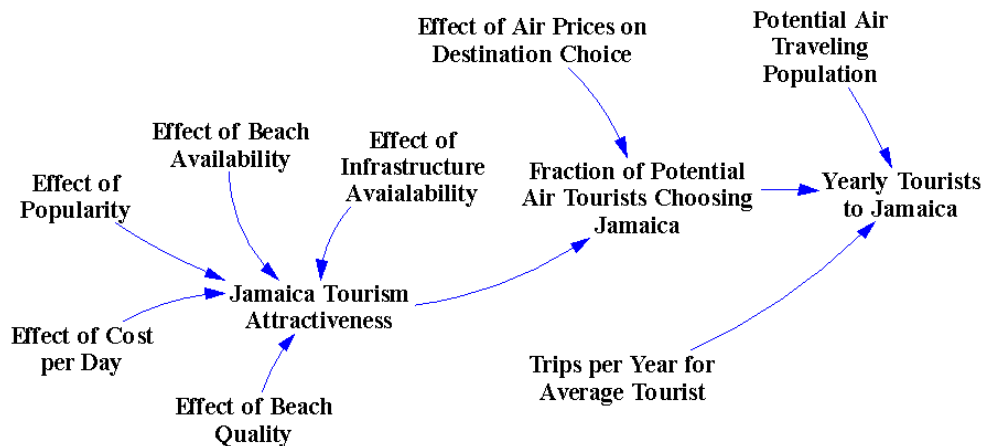 Effect of Air Prices on
Destination Choice
Potential Air
Traveling
Population
Effect of Beach
Availability
Effect of
Infrastructure
Avaialability
Effect of
Popularity
Fraction of Potential
Air Tourists Choosing
Jamaica
Yearly Tourists
to Jamaica
Jamaica Tourism
Attractiveness
Effect of Cost
per Day
Trips per Year for
Average Tourist
Effect of Beach
Quality